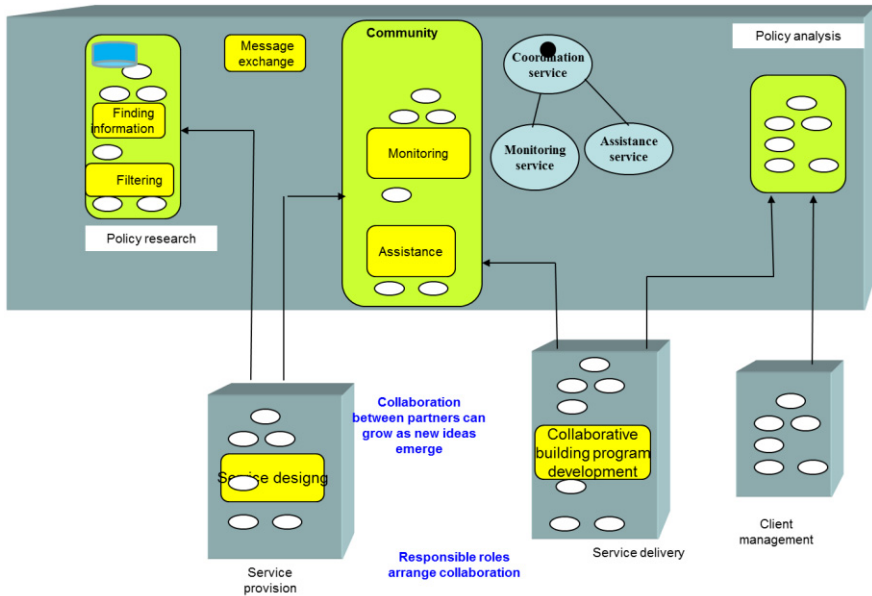 Community
Policy analysis
Message
exchange
Coordination
service
Finding
information
Monitoring
Monitoring
service
Assistance
service
Filtering
Policy research
Assistance
Collaboration
between partners can
grow as new ideas
emerge
Collaborative
building program
development
Service designg
Client
management
Service delivery
Responsible roles
arrange collaboration
Service
provision